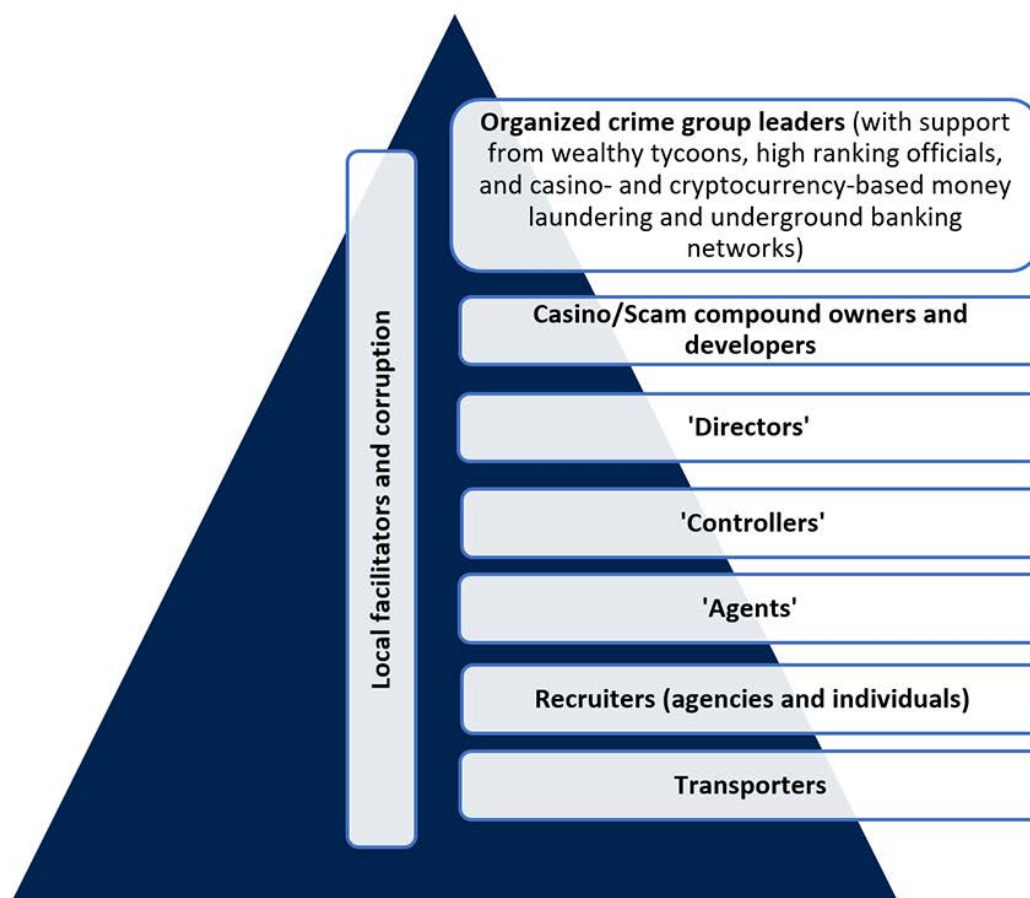 Organized crime group leaders (with support
from wealthy tycoons, high ranking officials,
and casino- and cryptocurrency-based money
laundering and underground banking
networks)
Local facilitators and corruption
Casino/Scam compound owners and
developers
'Directors'
'Controllers'
'Agents'
Recruiters (agencies and individuals)
Transporters